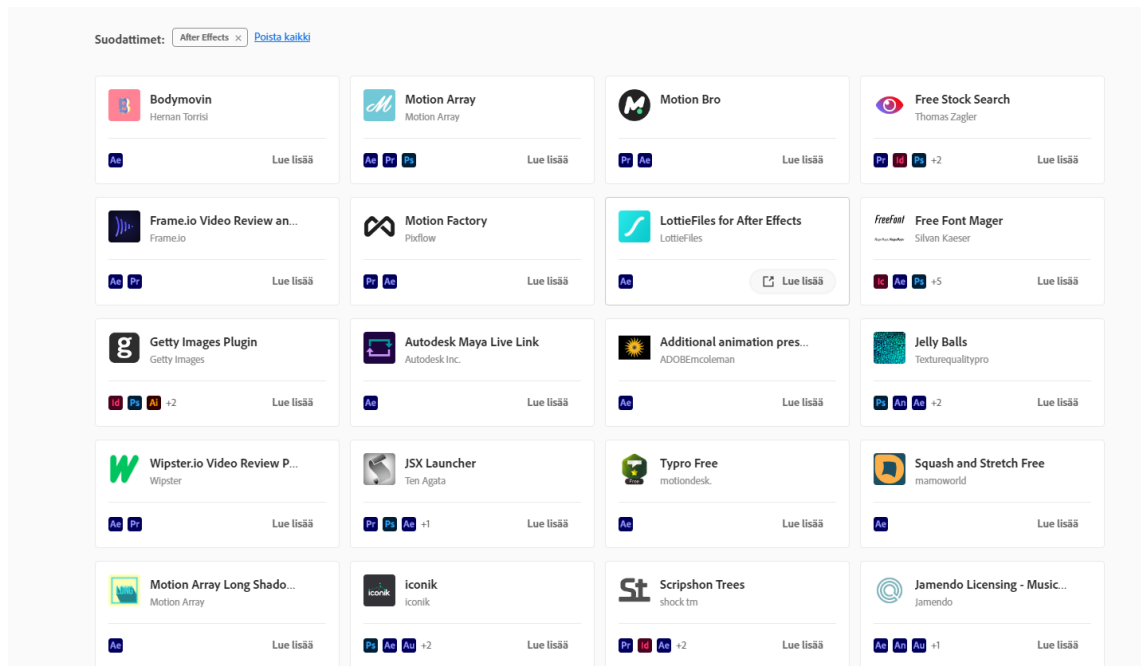 Suodattimet: After Effects × Poista kaikki
Bodymovin
Hernan Torrisi
Ae
Lue lisää
Motion Array
Motion Array
Ae Pr Ps
Lue lisää
Motion Bro
Pr Ae
Lue lisää
Free Stock Search
Thomas Zagler
Pr Id Ps +2
Lue lisää
Frame.io Video Review an...
Frame.io
Ae Pr
Lue lisää
Motion Factory
Pixflow
Pr Ae
Lue lisää
LottieFiles for After Effects
LottieFiles
Ae
Lue lisää
FreeFont
Free Font Mager
Silvan Kaeser
Ic Ae Ps +5
Lue lisää
Getty Images Plugin
Getty Images
Id Ps Ai +2
Lue lisää
Autodesk Maya Live Link
Autodesk Inc.
Ae
Lue lisää
Additional animation pres...
ADOBEmcoleman
Ae
Lue lisää
Jelly Balls
Texturequalitypro
Ps An Ae +2
Lue lisää
Wipster.io Video Review P...
Wipster
Ae Pr
Lue lisää
JSX Launcher
Ten Agata
Pr Ps Ae +1
Lue lisää
Free
Typro Free
motiondesk.
Ae
Lue lisää
Squash and Stretch Free
mamoworld
Ae
Lue lisää
Motion Array Long Shado...
Motion Array
Ae
Lue lisää
iconik
iconik
iconik
Ps Ae Au +2
Lue lisää
St
Scripshon Trees
shock tm
Pr Id Ae +2
Lue lisää
Jamendo Licensing - Music...
Jamendo
Ae An Au +1
Lue lisää